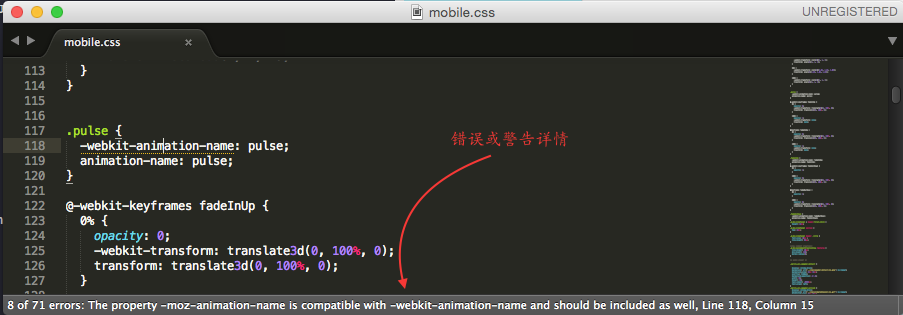 mobile.css
UNREGISTERED
mobile.css ×
113 }
114 }
115
116
117 .pulse {
118 -webkit-animation-name: pulse;
119 animation-name: pulse;
120 }
121
122 @-webkit-keyframes fadeInUp {
123 0% {
124 opacity: 0;
125 -webkit-transform: translate3d(0, 100%, 0);
126 transform: translate3d(0, 100%, 0);
127 }
错误或警告详情
8 of 71 errors: The property -moz-animation-name is compatible with -webkit-animation-name and should be included as well, Line 118, Column 15